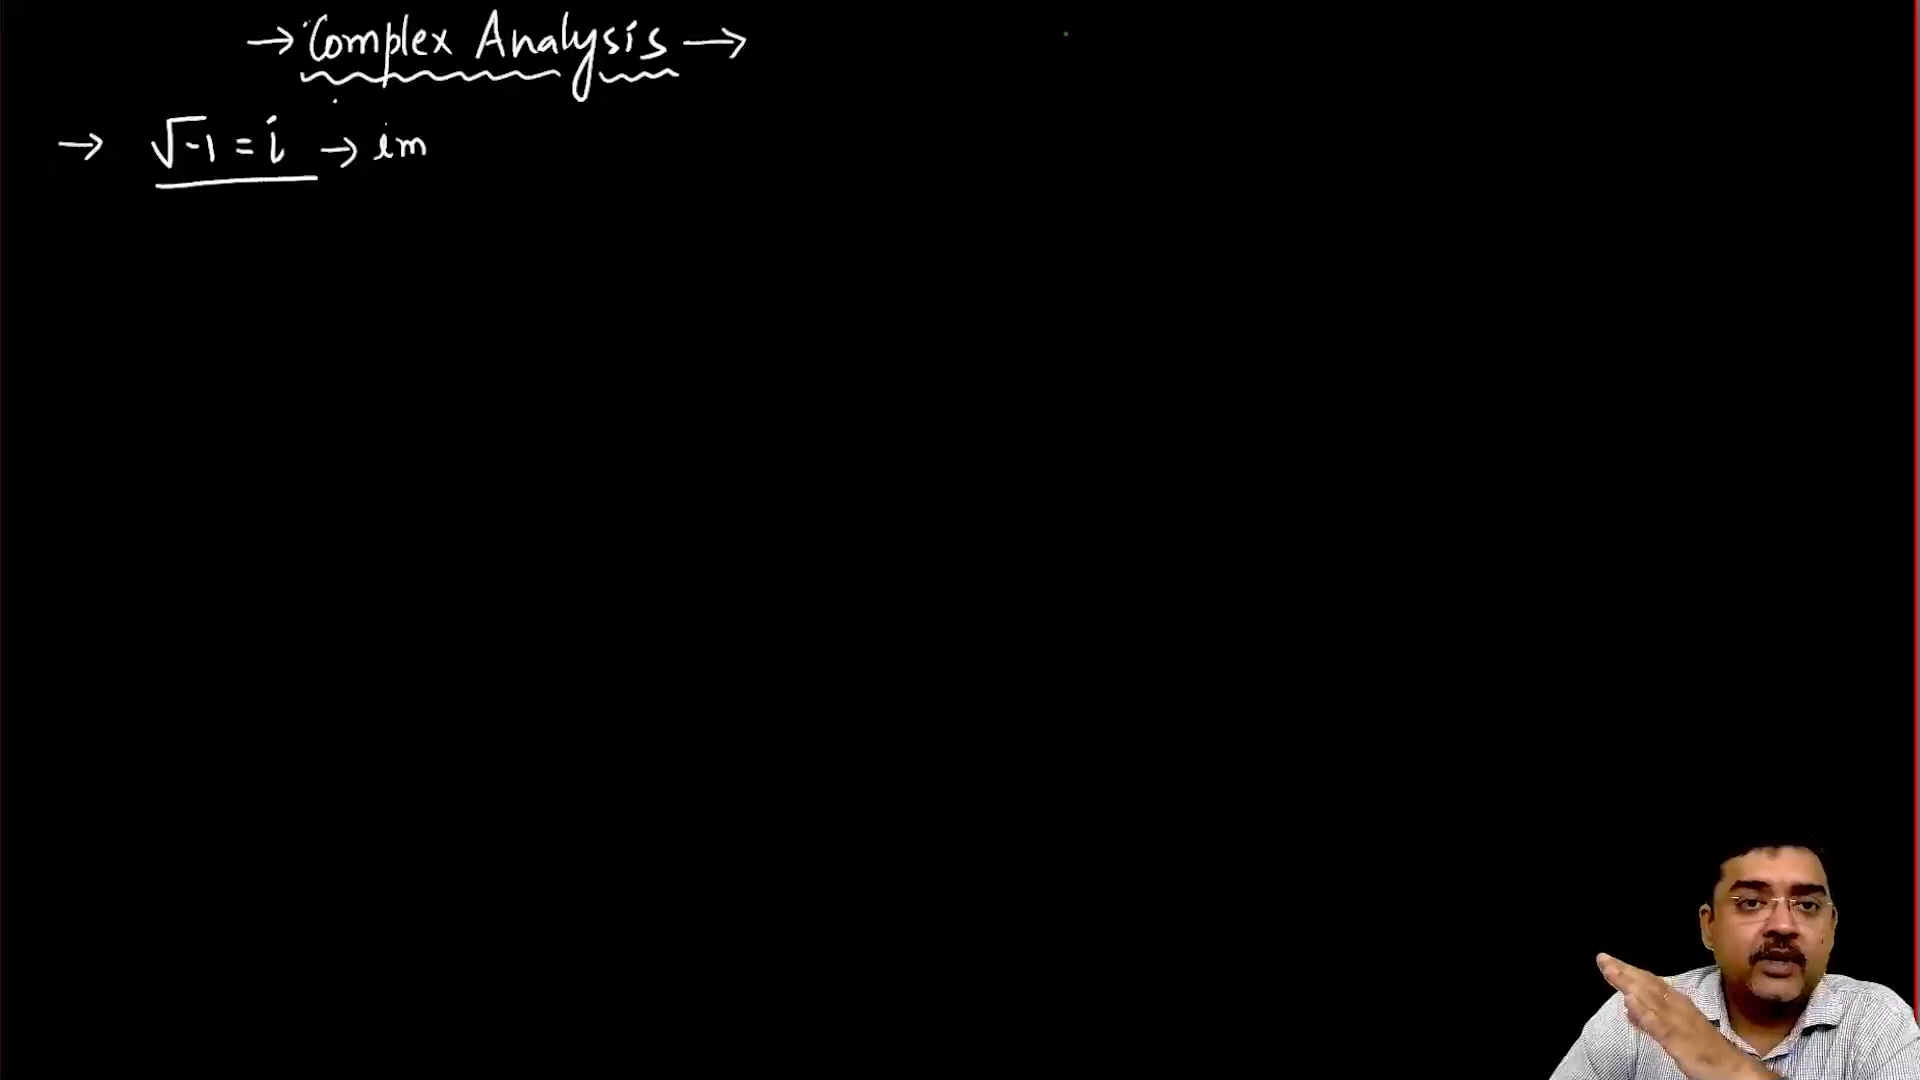 → Complex Analysis →
→ √-1 = i → im